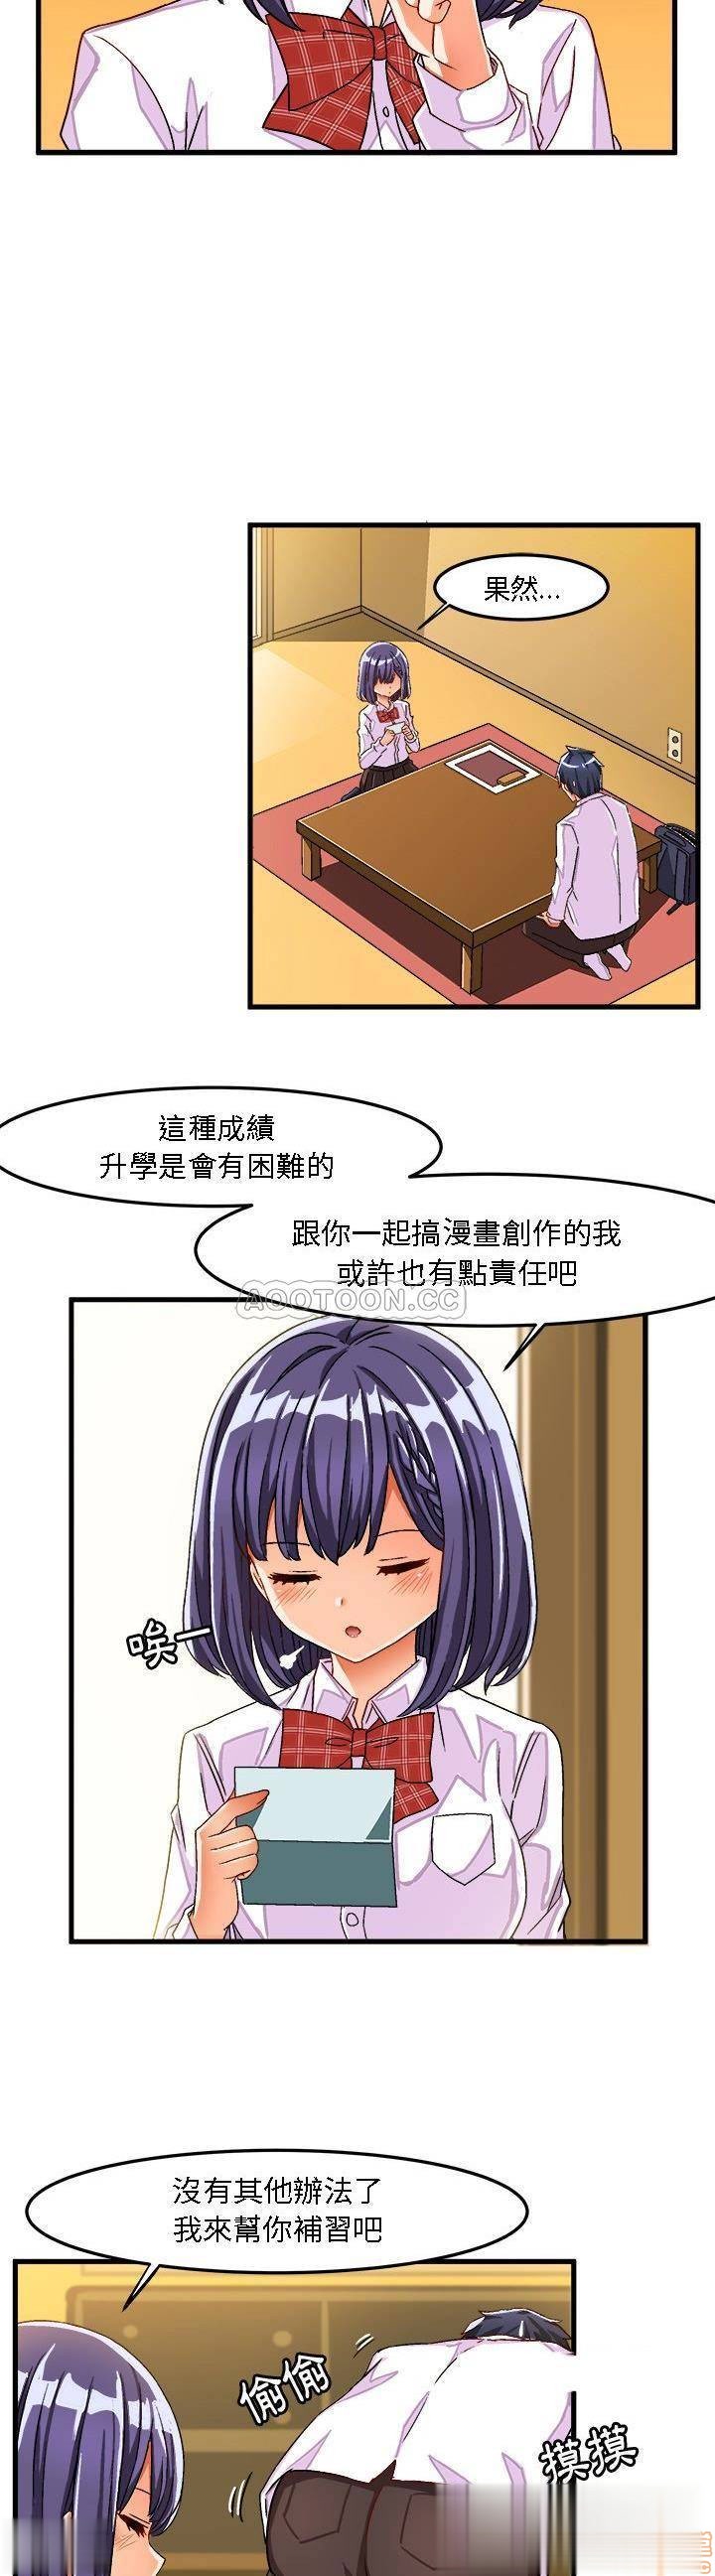 果然...
這種成績
升學是會有困難的
跟你一起搞漫畫創作的我
或許也有點責任吧
AOOTOON.CC
唉一
沒有其他辦法了
我來幫你補習吧
偷偷
摸摸